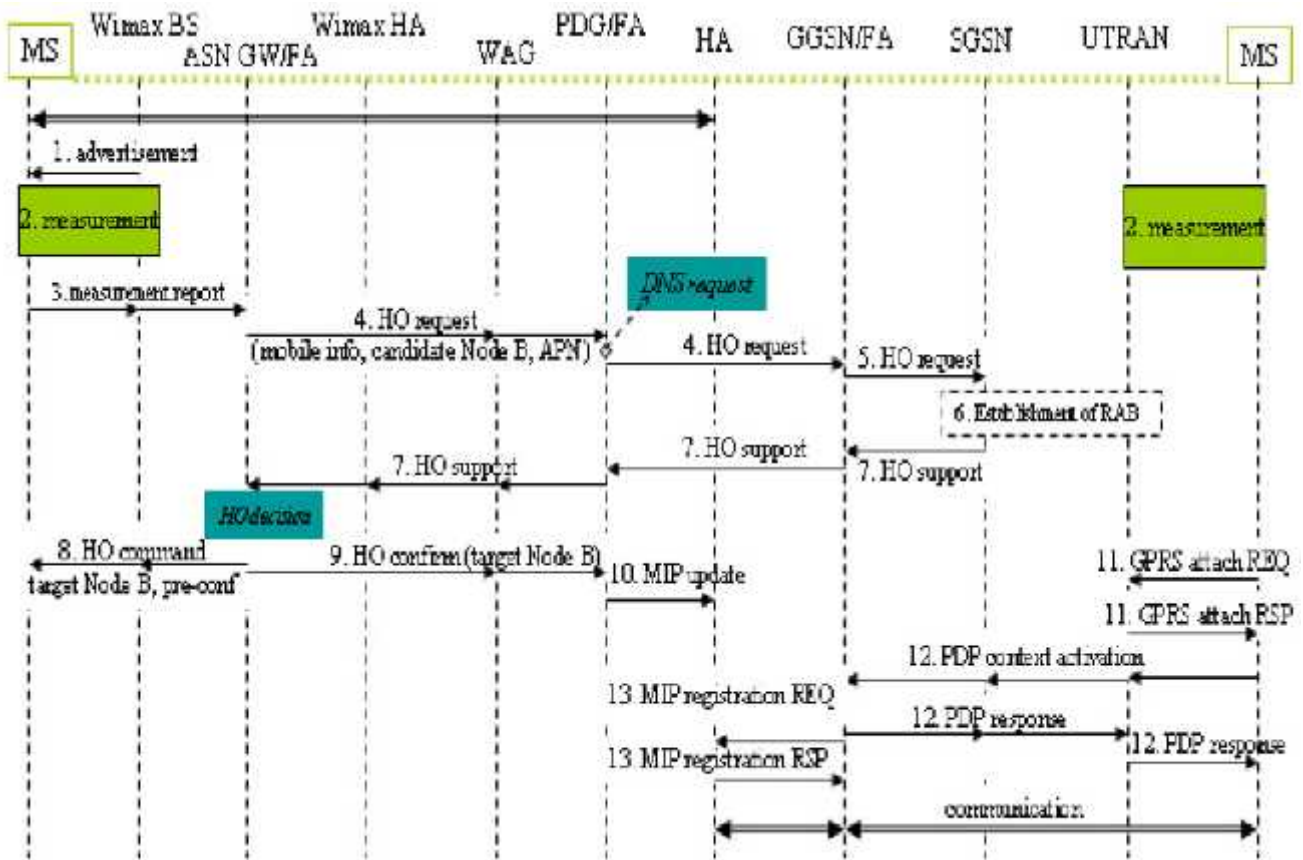 MS
Wimax BS
ASN GW/FA
Wimax HA
WAG
PDG/FA
HA
GGSN/FA
SGSN
UTRAN
MS
1. advertisement
2. measurement
2. measurement
DNS request
3. measurement report
4. HO request
(mobile info, candidate Node B, APN)
4. HO request
5. HO request
6. Establishment of RAB
7. HO support
7. HO support
7. HO support
HO decision
8. HO command
target Node B, pre-conf
9. HO confirm (target Node B)
10. MIP update
11. GPRS attach REQ
11. GPRS attach RSP
12. PDP context activation
13. MIP registration REQ
12. PDP response
12. PDP response
13. MIP registration RSP
communication